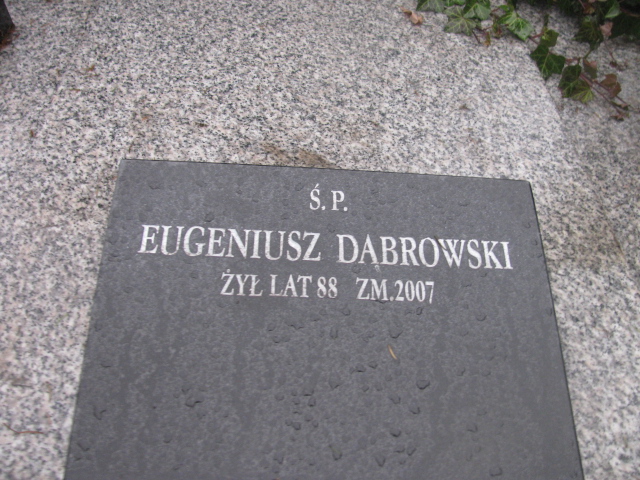 Ś. P.
EUGENIUSZ DĄBROWSKI
ŻYŁ LAT 88 ZM.2007